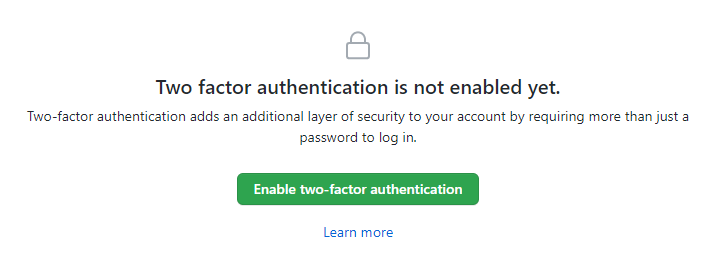 Two factor authentication is not enabled yet.
Two-factor authentication adds an additional layer of security to your account by requiring more than just a
password to log in.
Enable two-factor authentication
Learn more